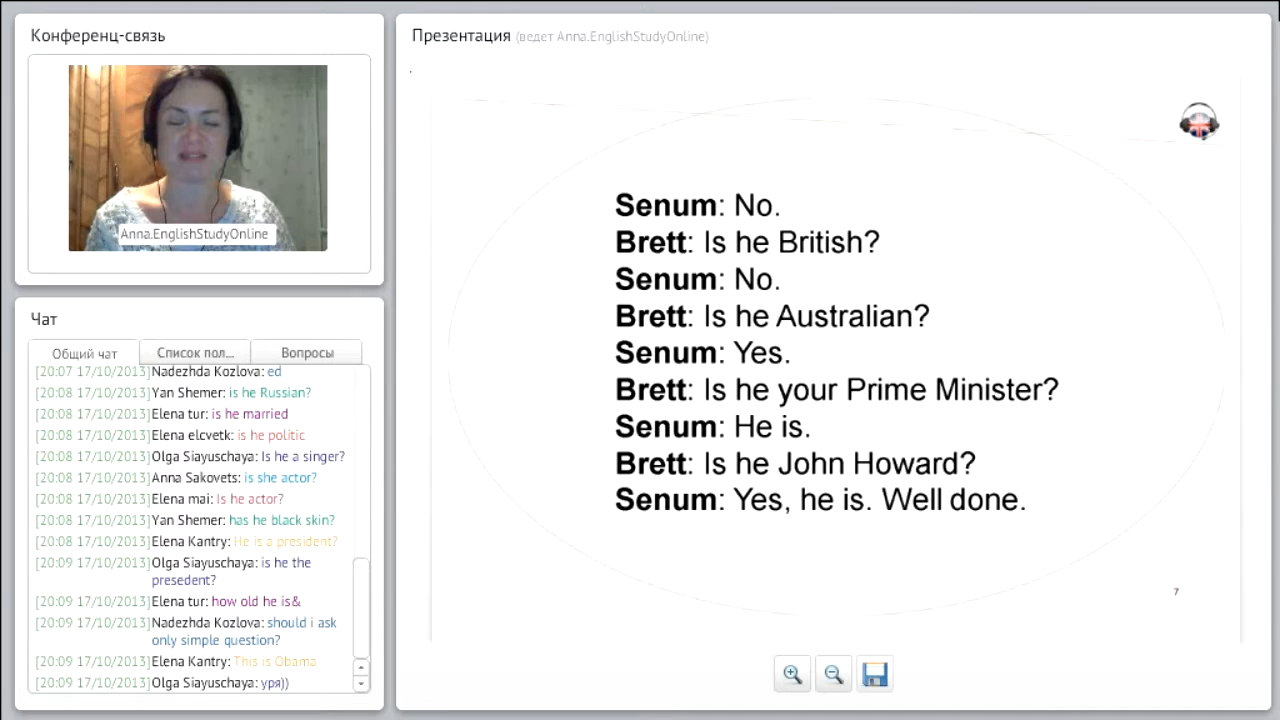 Конференц-связь
Anna.EnglishStudyOnline
Чат
Общий чат
Список пол...
Вопросы
[20:07 17/10/2013] Nadezhda Kozlova: ed
[20:08 17/10/2013] Yan Shemer: is he Russian?
[20:08 17/10/2013] Elena tur: is he married
[20:08 17/10/2013] Elena elcvetk: is he politic
[20:08 17/10/2013] Olga Siayuschaya: Is he a singer?
[20:08 17/10/2013] Anna Sakovets: is she actor?
[20:08 17/10/2013] Elena mai: Is he actor?
[20:08 17/10/2013] Yan Shemer: has he black skin?
[20:08 17/10/2013] Elena Kantry: He is a president?
[20:09 17/10/2013] Olga Siayuschaya: is he the
presedent?
[20:09 17/10/2013] Elena tur: how old he is&
[20:09 17/10/2013] Nadezhda Kozlova: should i ask
only simple question?
[20:09 17/10/2013] Elena Kantry: This is Obama
[20:09 17/10/2013] Olga Siayuschaya: уря))
Презентация (ведет Anna.EnglishStudyOnline)
Senum: No.
Brett: Is he British?
Senum: No.
Brett: Is he Australian?
Senum: Yes.
Brett: Is he your Prime Minister?
Senum: He is.
Brett: Is he John Howard?
Senum: Yes, he is. Well done.
7